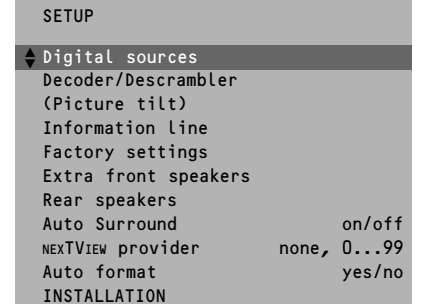 SETUP
Digital sources
Decoder/Descrambler
(Picture tilt)
Information line
Factory settings
Extra front speakers
Rear speakers
Auto Surround on/off
NEXTVIEW provider none, 0...99
Auto format yes/no
INSTALLATION